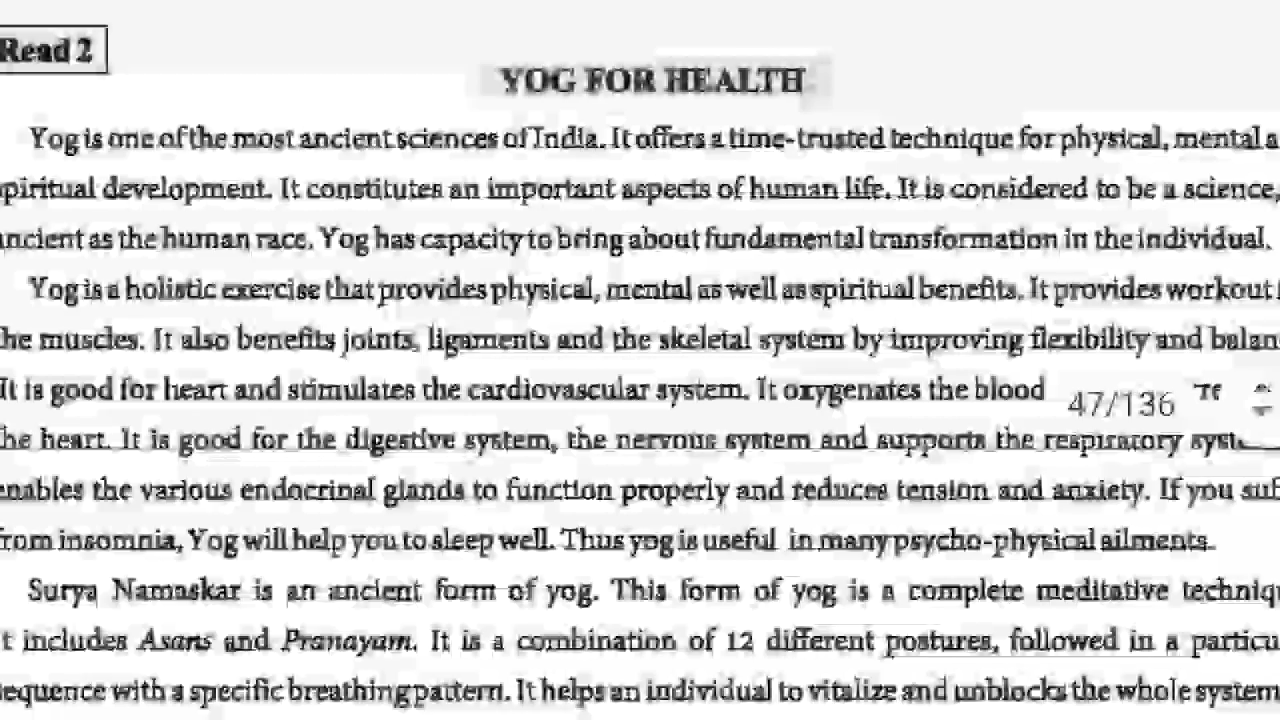 Read 2
YOG FOR HEALTH
Yog is one of the most ancient sciences of India. It offers a time-trusted technique for physical, mental a
piritual development. It constitutes an important aspects of human life. It is considered to be a science,
ncient as the human race. Yog has capacity to bring about fundamental transformation in the individual.
Yog is a holistic exercise that provides physical, mental as well as spiritual benefits. It provides workout
he muscles. It also benefits joints, ligaments and the skeletal system by improving flexibility and balan
It is good for heart and stimulates the cardiovascular system. It oxygenates the blood
47/136
he heart. It is good for the digestive system, the nervous system and supports the respiratory syst
enables the various endocrinal glands to function properly and reduces tension and anxiety. If you suf
from insomnia, Yog will help you to sleep well. Thus yog is useful in many psycho-physical ailments.
Surya Namaskar is an ancient form of yog. This form of yog is a complete meditative techniqu
t includes Asans and Pranayam. It is a combination of 12 different postures, followed in a particu
sequence with a specific breathing pattern. It helps an individual to vitalize and unblocks the whole system